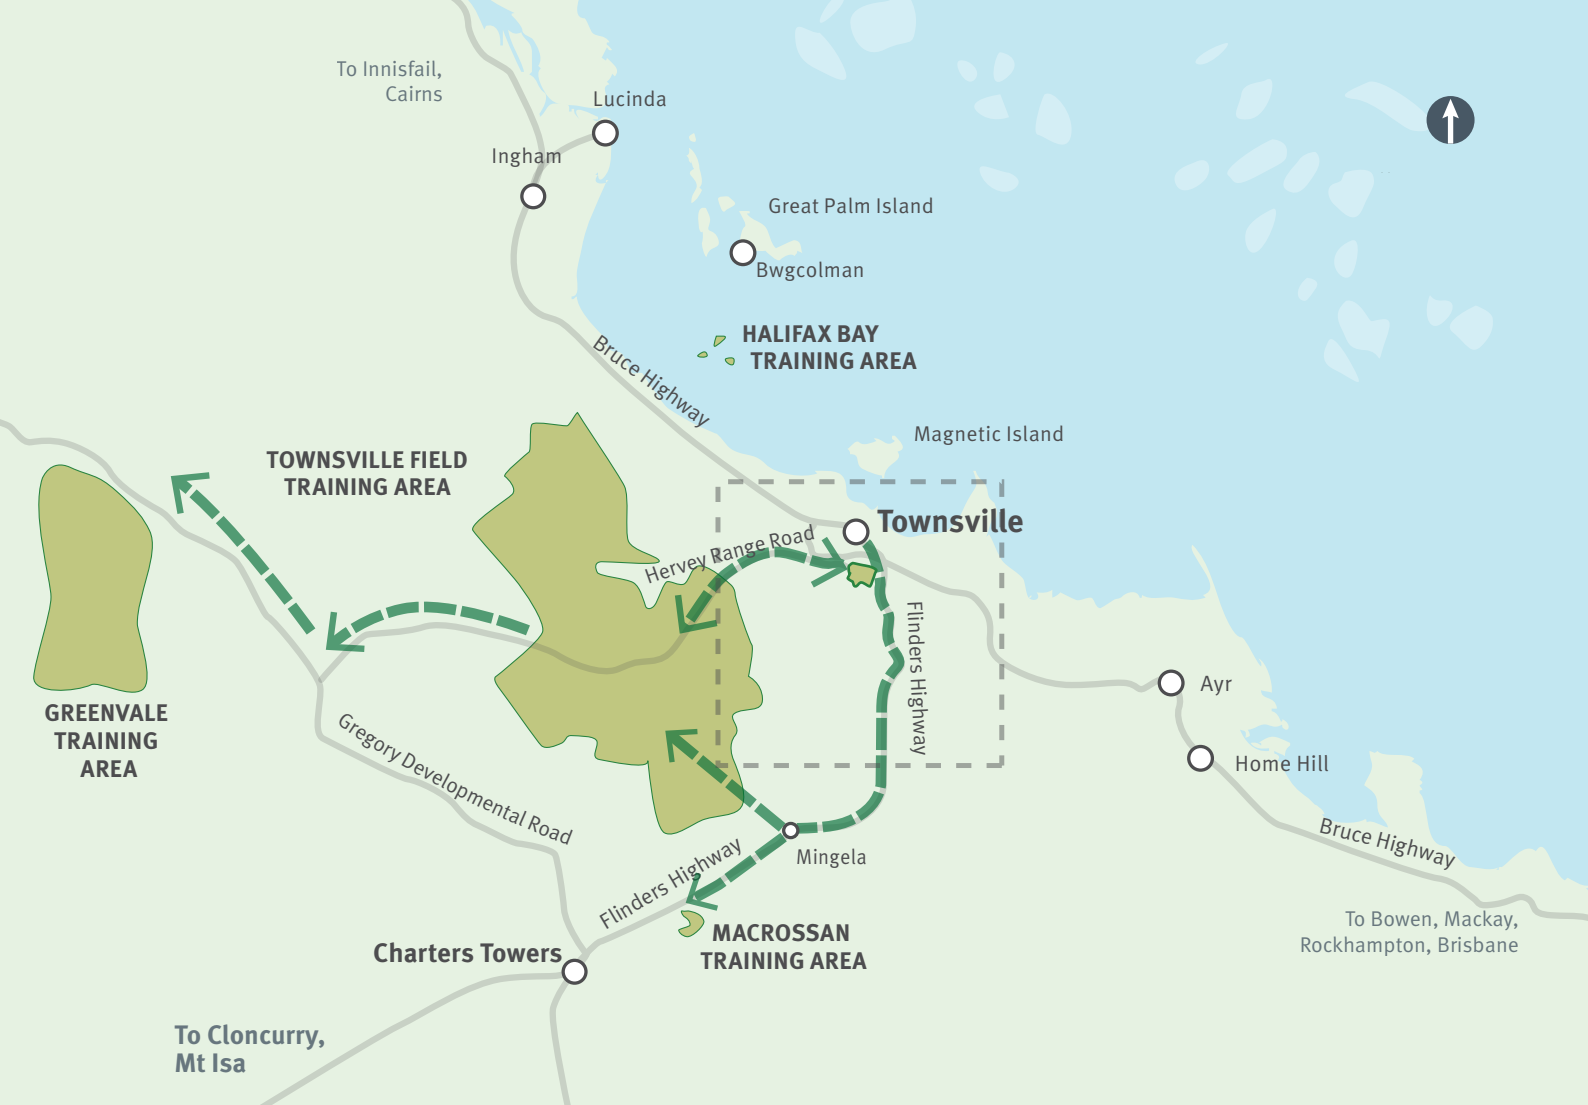 To Innisfail,
Cairns
Lucinda
Ingham
Great Palm Island
Bwgcolman
HALIFAX BAY
TRAINING AREA
Bruce Highway
Magnetic Island
TOWNSVILLE FIELD
TRAINING AREA
Townsville
Hervey Range Road
Flinders Highway
Ayr
Home Hill
GREENVALE
TRAINING
AREA
Gregory Developmental Road
Bruce Highway
Mingela
Flinders Highway
MACROSSAN
TRAINING AREA
Charters Towers
To Bowen, Mackay,
Rockhampton, Brisbane
To Cloncurry,
Mt Isa